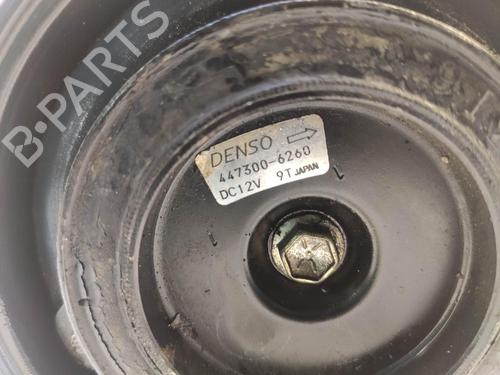 DENSO
447300-6260
DC12V 9T JAPAN
B-PARTS